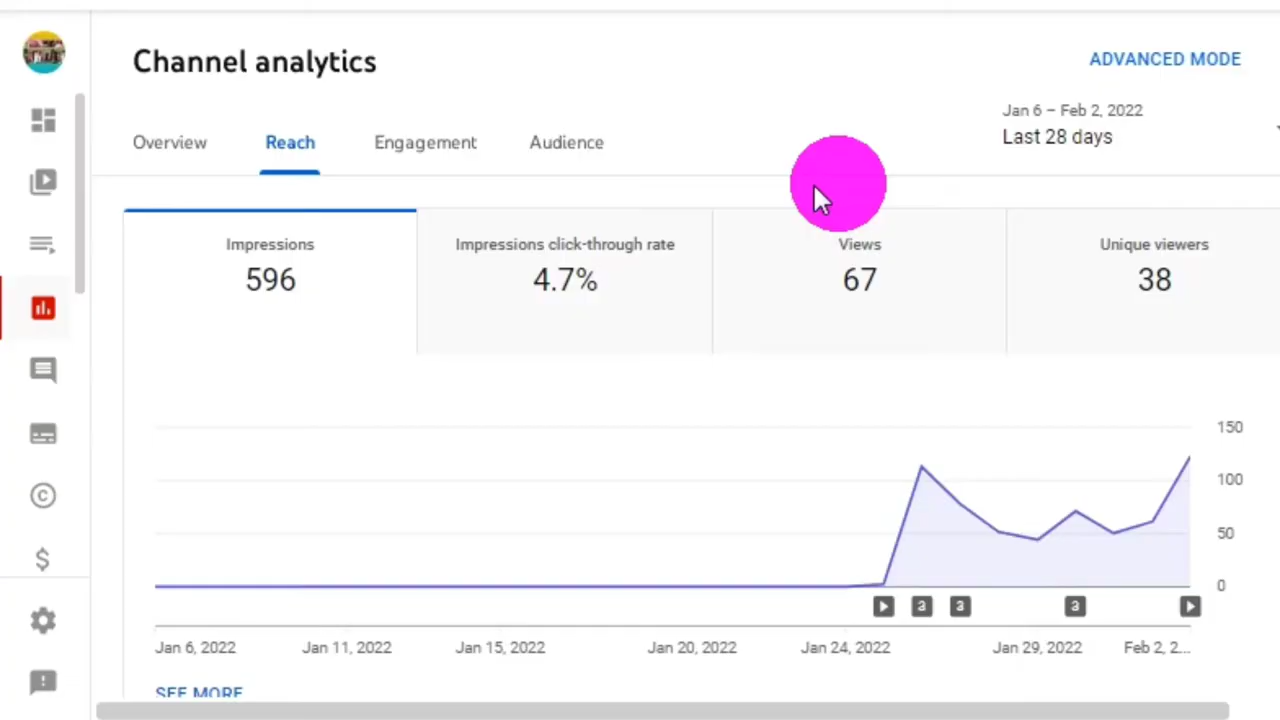 Channel analytics
ADVANCED MODE
Jan 6 – Feb 2, 2022
Last 28 days
Overview
Reach
Engagement
Audience
Impressions
596
Impressions click-through rate
4.7%
Views
67
Unique viewers
38
150
100
50
0
a
a
a
Jan 6, 2022
Jan 11, 2022
Jan 15, 2022
Jan 20, 2022
Jan 24, 2022
Jan 29, 2022
Feb 2, 2...
SEE MORE